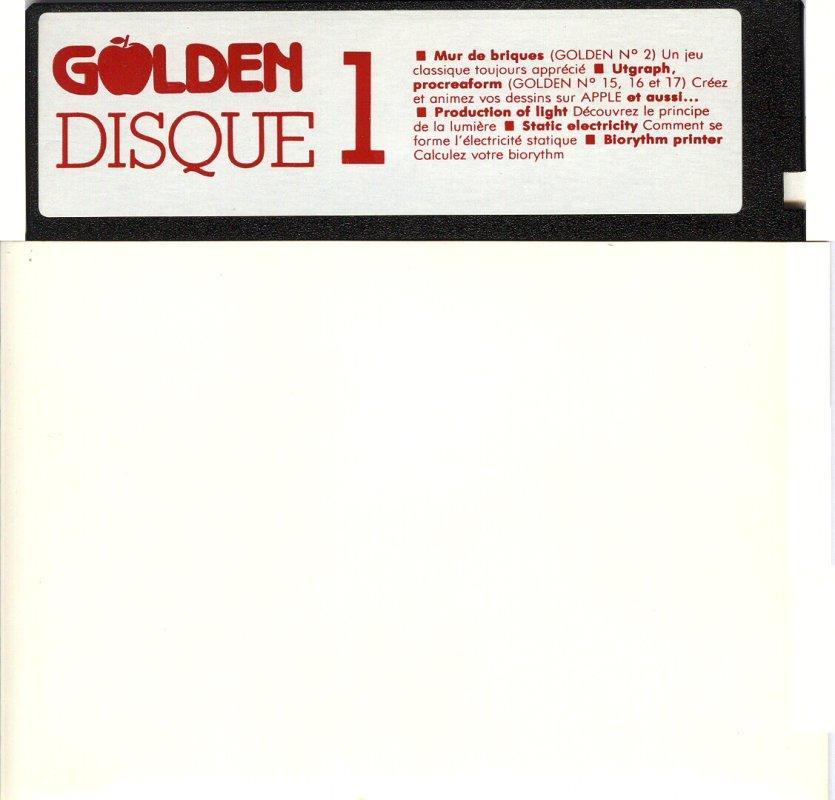 GOLDEN
DISQUE 1
■ Mur de briques (GOLDEN N° 2) Un jeu
classique toujours apprécié ■ Utgraph,
procreaform (GOLDEN N° 15, 16 et 17) Créez
et animez vos dessins sur APPLE et aussi...
■ Production of light Découvrez le principe
de la lumière ■ Static electricity Comment se
forme l'électricité statique ■ Biorythm printer
Calculez votre biorythm